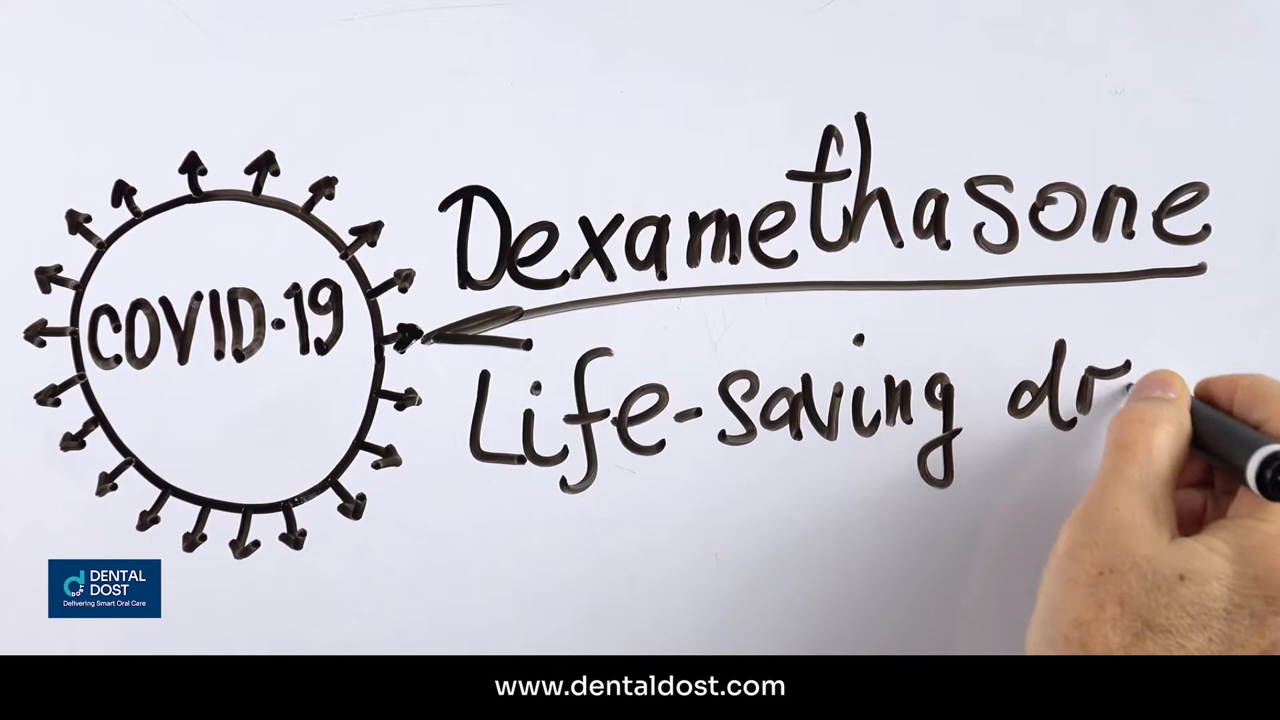 Dexamethasone
COVID-19
Life-saving dr
DENTAL
DOST
Delivering Smart Oral Care
www.dentaldost.com